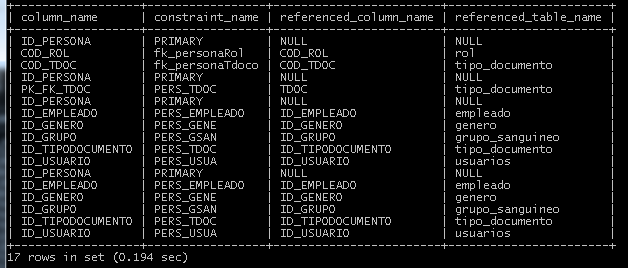 | column_name | constraint_name | referenced_column_name | referenced_table_name |
| ID_PERSONA | PRIMARY | NULL | NULL |
| COD_ROL | fk_personaRol | COD_ROL | rol |
| COD_TDOC | fk_personaTdoco | COD_TDOC | tipo_documento |
| ID_PERSONA | PRIMARY | NULL | NULL |
| PK_FK_TDOC | PERS_TDOC | TDOC | tipo_documento |
| ID_PERSONA | PRIMARY | NULL | NULL |
| ID_EMPLEADO | PERS_EMPLEADO | ID_EMPLEADO | empleado |
| ID_GENERO | PERS_GENE | ID_GENERO | genero |
| ID_GRUPO | PERS_GSAN | ID_GRUPO | grupo_sanguineo |
| ID_TIPODOCUMENTO | PERS_TDOC | ID_TIPODOCUMENTO | tipo_documento |
| ID_USUARIO | PERS_USUA | ID_USUARIO | usuarios |
| ID_PERSONA | PRIMARY | NULL | NULL |
| ID_EMPLEADO | PERS_EMPLEADO | ID_EMPLEADO | empleado |
| ID_GENERO | PERS_GENE | ID_GENERO | genero |
| ID_GRUPO | PERS_GSAN | ID_GRUPO | grupo_sanguineo |
| ID_TIPODOCUMENTO | PERS_TDOC | ID_TIPODOCUMENTO | tipo_documento |
| ID_USUARIO | PERS_USUA | ID_USUARIO | usuarios |
17 rows in set (0.194 sec)